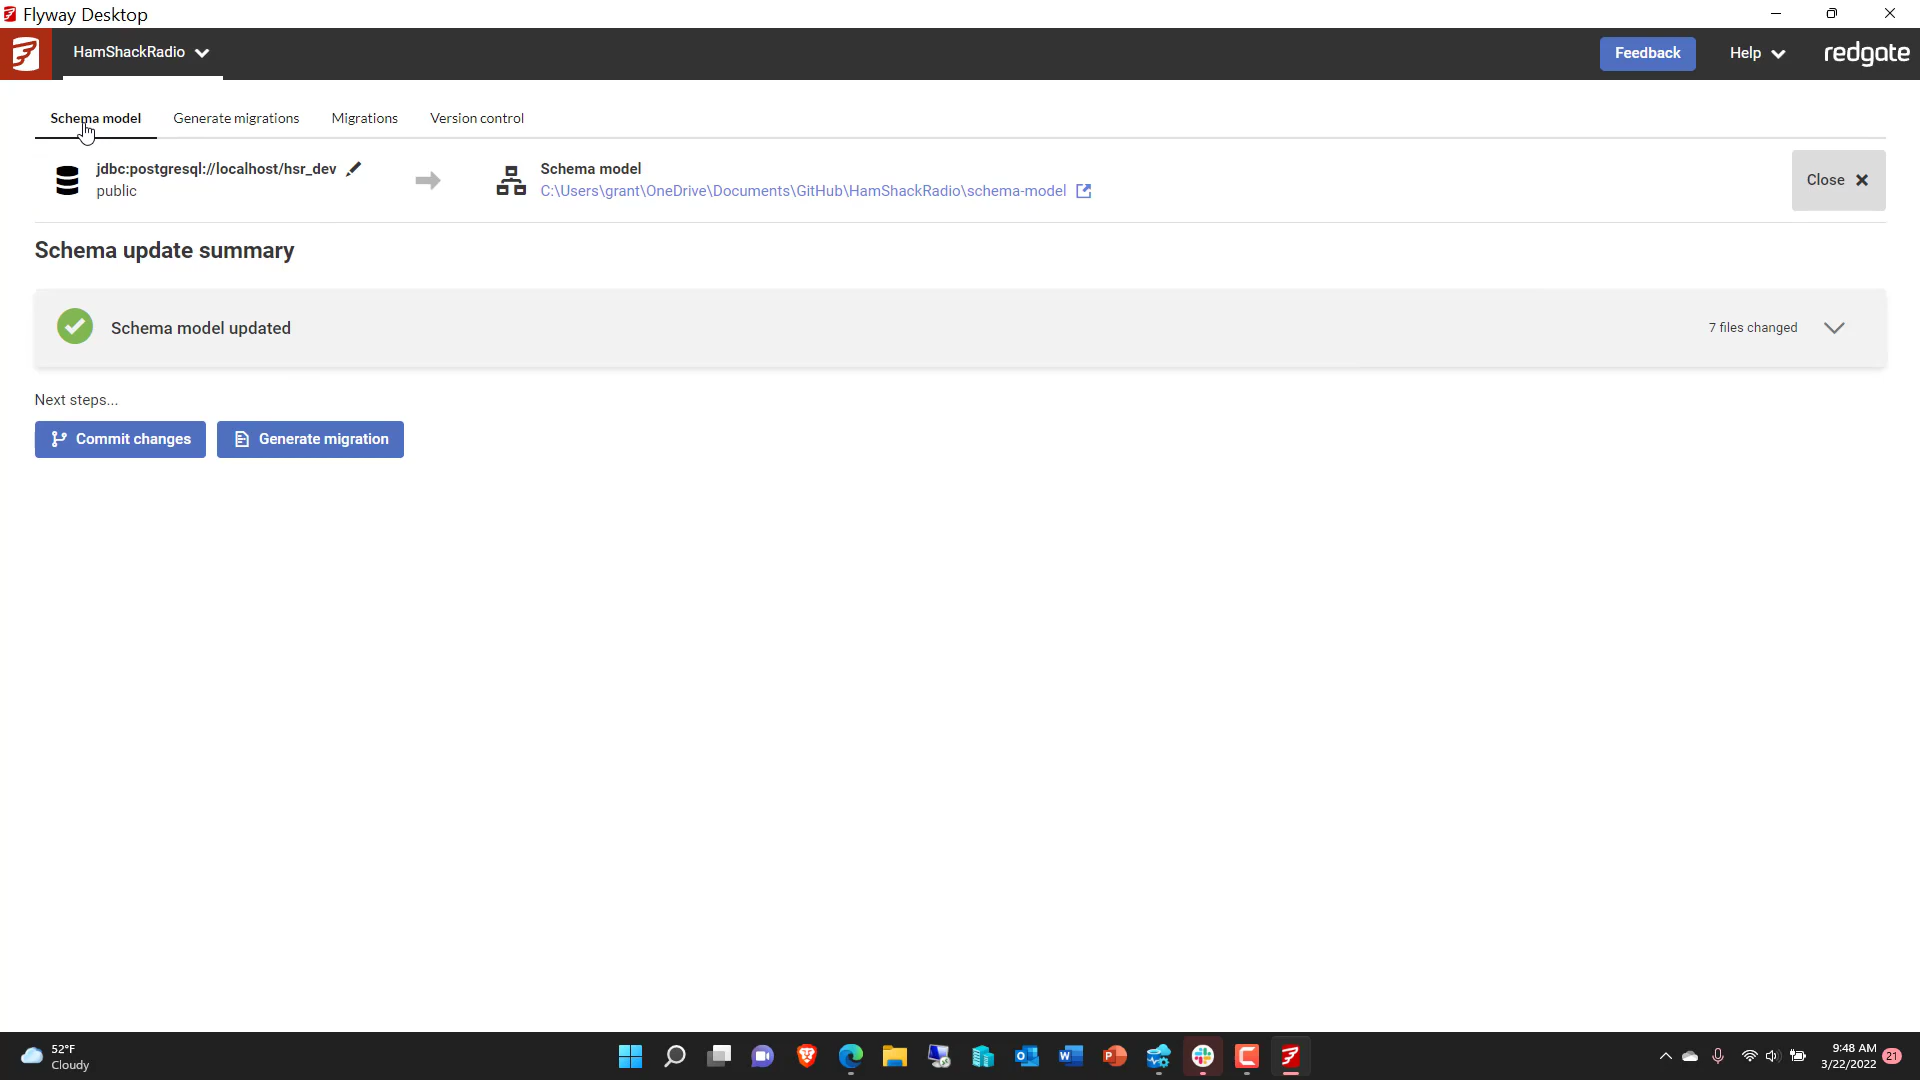 Flyway Desktop
HamShackRadio
Feedback
Help
redgate
Schema model
Generate migrations
Migrations
Version control
jdbc:postgresql://localhost/hsr_dev
public
Schema model
C:\Users\grant\OneDrive\Documents\GitHub\HamShackRadio\schema-model
Close
Schema update summary
Schema model updated
7 files changed
Next steps...
Commit changes
Generate migration
52°F
Cloudy
9:48 AM
3/22/2022
21